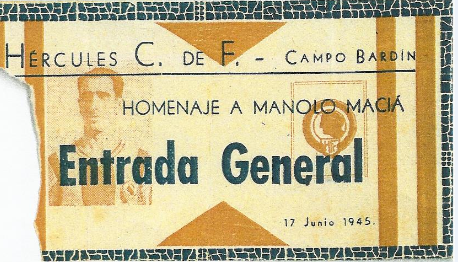 HÉRCULES C. DE F. - CAMPO BARDÍN
HOMENAJE A MANOLO MACIÁ
Entrada General
17 Junio 1945.